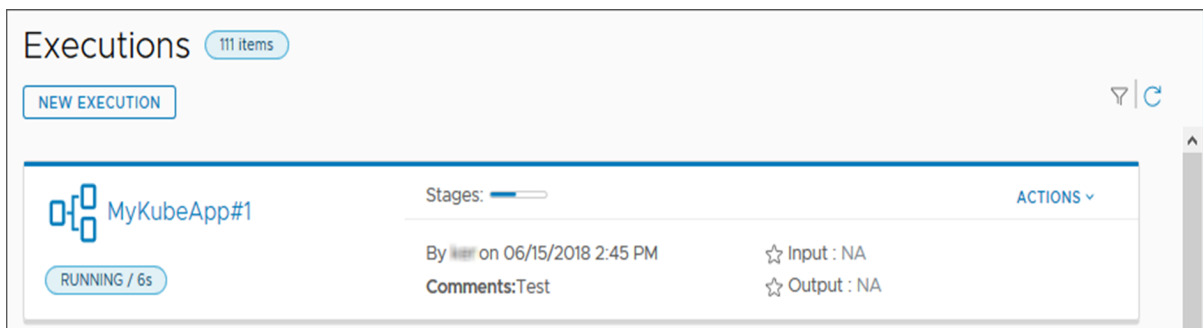 Executions 111 items
NEW EXECUTION
MyKubeApp#1
RUNNING / 6s
Stages:
ACTIONS
By on 06/15/2018 2:45 PM
Comments:Test
Input : NA
Output : NA